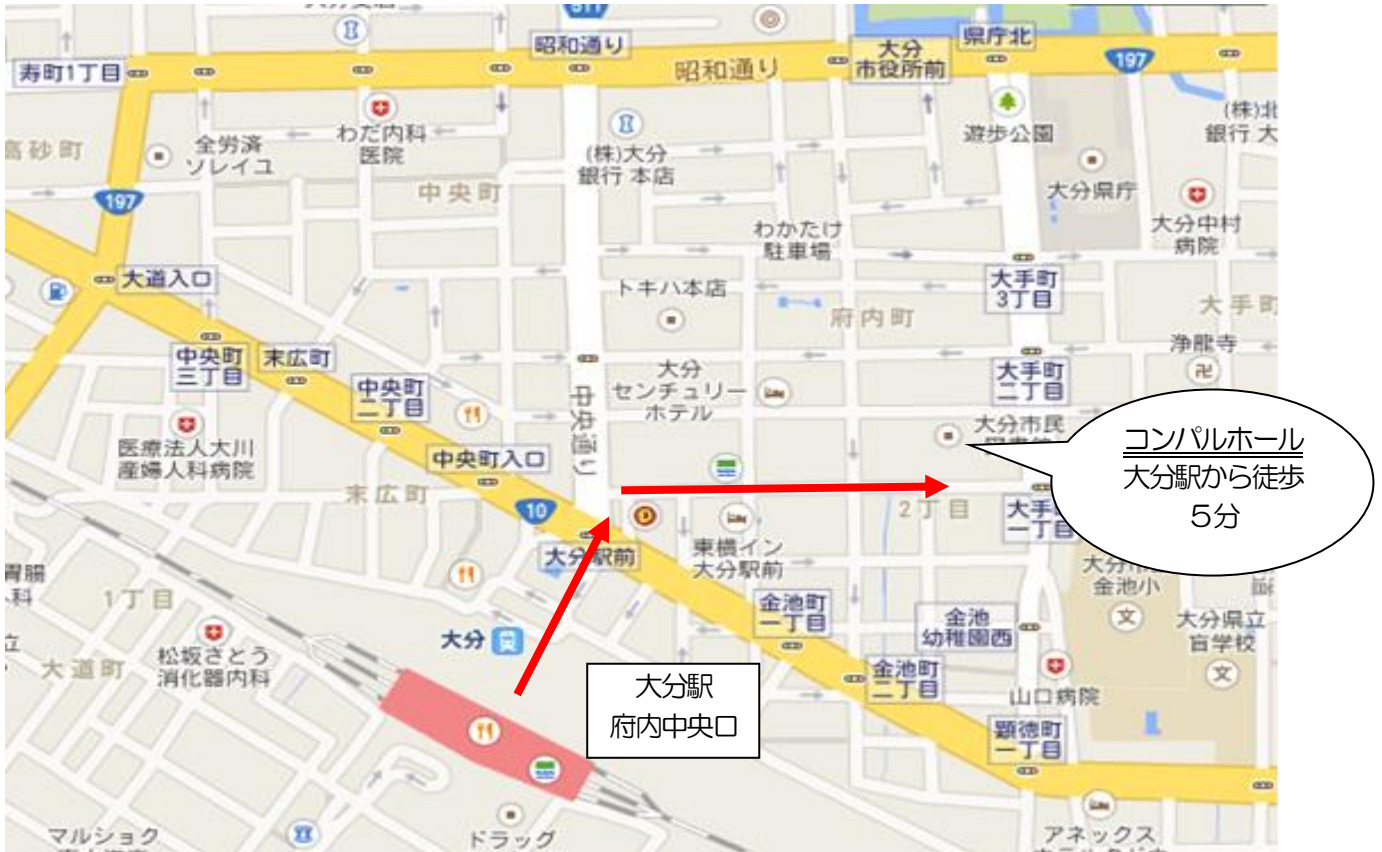 昭和通り
寿町1丁目
昭和通り
大分
市役所前
県庁北
197
わだ内科
医院
全労済
ソレイユ
高砂町
197
中央町
(株)大分
銀行 本店
遊歩公園
大分県庁
(株)北
銀行 大
大分中村
病院
わかたけ
駐車場
大道入口
トキハ本店
府内町
大手町
3丁目
大手町
浄龍寺
中央町
三丁目
末広町
中央町
二丁目
大分
センチュリー
ホテル
大手町
二丁目
大分市民
医療法人大川
産婦人科病院
中央町入口
中央通り
コンパルホール
大分駅から徒歩
5分
末広町
10
大分駅前
東横イン
大分駅前
2丁目
一丁目
金池小
大分県立
盲学校
胃腸
1丁目
金池町
一丁目
金池
幼稚園西
大分
松坂さとう
消化器内科
大道町
大分駅
府内中央口
金池町
二丁目
山口病院
顕徳町
一丁目
マルショク
ドラッグ
アネックス